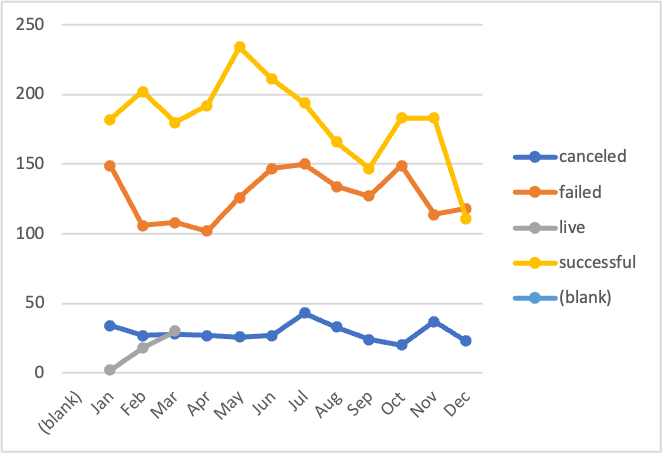 250
200
150
100
50
0
(blank)
Jan
Feb
Mar
Apr
May
Jun
Jul
Aug
Sep
Oct
Nov
Dec
canceled
failed
live
successful
(blank)